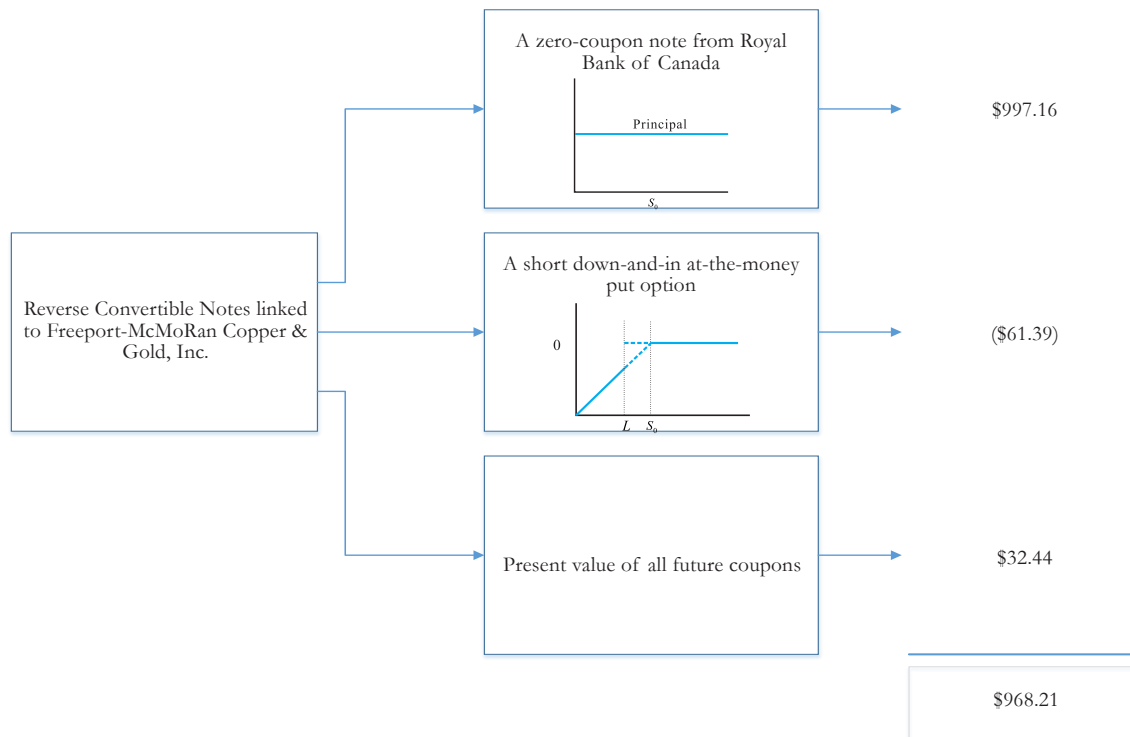 A zero-coupon note from Royal
Bank of Canada
Principal
S₀
$997.16
Reverse Convertible Notes linked
to Freeport-McMoRan Copper &
Gold, Inc.
A short down-and-in at-the-money
put option
0
L S₀
($61.39)
Present value of all future coupons
$32.44
$968.21